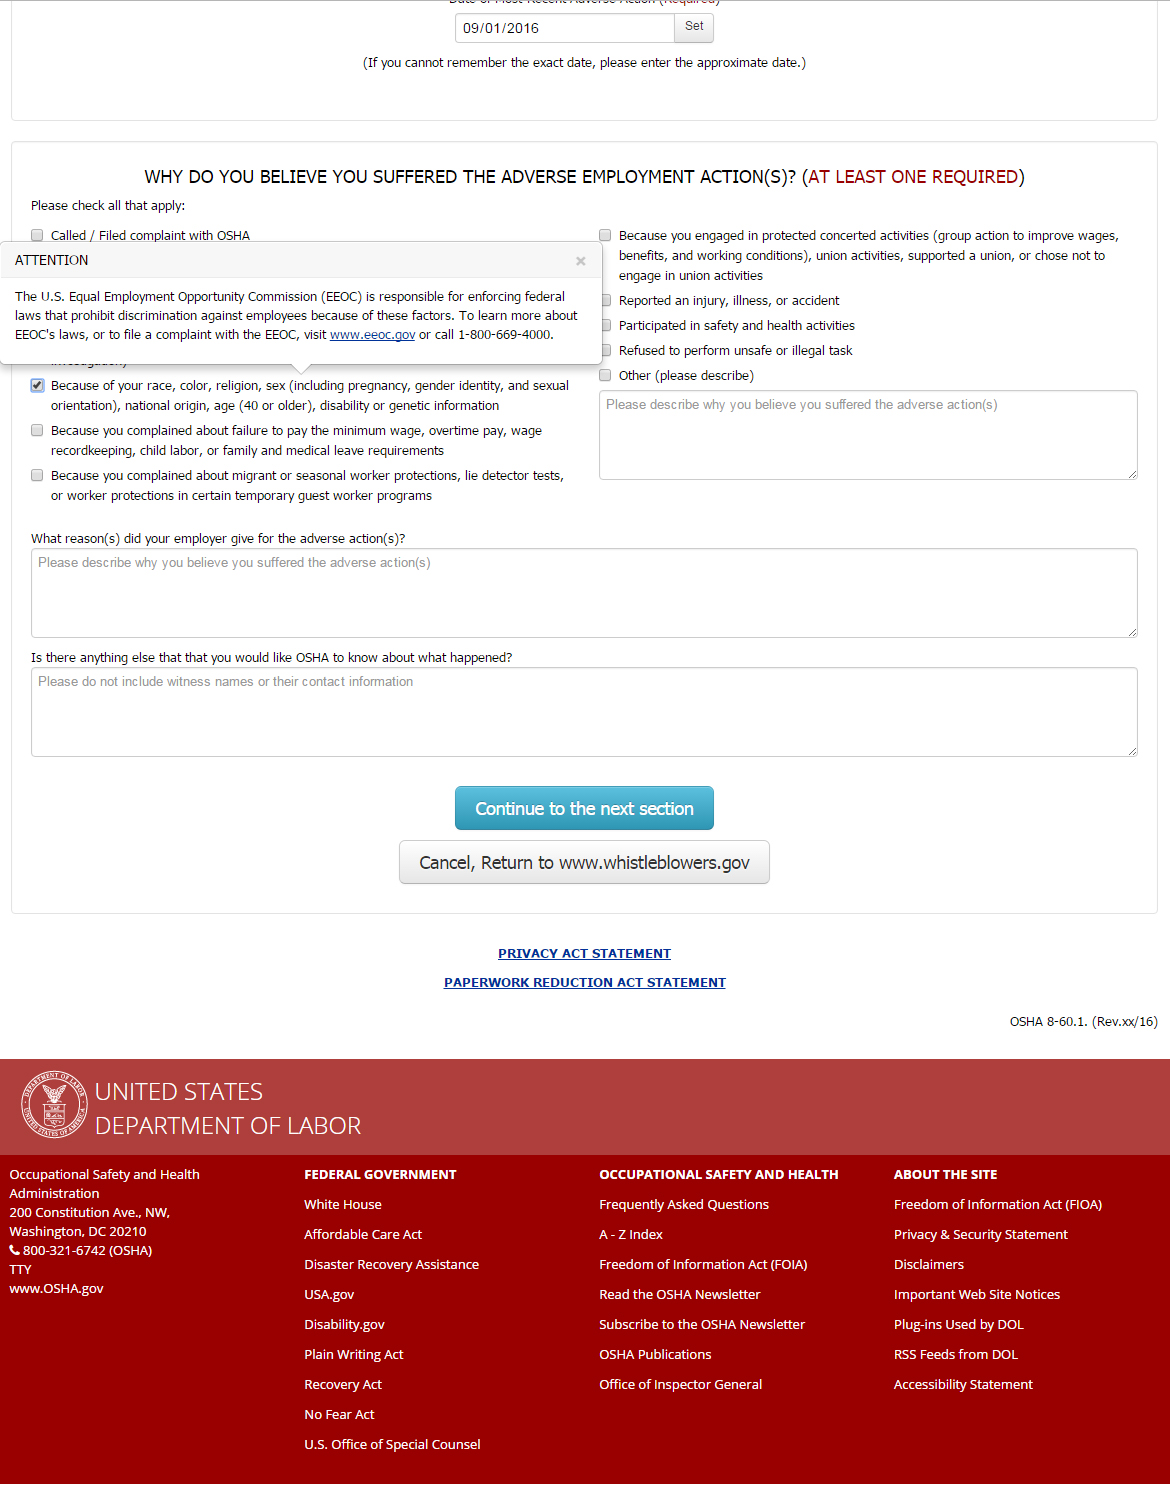 Date of Most Recent Adverse Action (Required)
09/01/2016
Set
(If you cannot remember the exact date, please enter the approximate date.)
WHY DO YOU BELIEVE YOU SUFFERED THE ADVERSE EMPLOYMENT ACTION(S)? (AT LEAST ONE REQUIRED)
Please check all that apply:
Called / Filed complaint with OSHA
ATTENTION
×
The U.S. Equal Employment Opportunity Commission (EEOC) is responsible for enforcing federal
laws that prohibit discrimination against employees because of these factors. To learn more about
EEOC's laws, or to file a complaint with the EEOC, visit www.eeoc.gov or call 1-800-669-4000.
investigation)
Because of your race, color, religion, sex (including pregnancy, gender identity, and sexual
orientation), national origin, age (40 or older), disability or genetic information
Because you complained about failure to pay the minimum wage, overtime pay, wage
recordkeeping, child labor, or family and medical leave requirements
Because you complained about migrant or seasonal worker protections, lie detector tests,
or worker protections in certain temporary guest worker programs
Because you engaged in protected concerted activities (group action to improve wages,
benefits, and working conditions), union activities, supported a union, or chose not to
engage in union activities
Reported an injury, illness, or accident
Participated in safety and health activities
Refused to perform unsafe or illegal task
Other (please describe)
Please describe why you believe you suffered the adverse action(s)
What reason(s) did your employer give for the adverse action(s)?
Please describe why you believe you suffered the adverse action(s)
Is there anything else that that you would like OSHA to know about what happened?
Please do not include witness names or their contact information
Continue to the next section
Cancel, Return to www.whistleblowers.gov
PRIVACY ACT STATEMENT
PAPERWORK REDUCTION ACT STATEMENT
OSHA 8-60.1. (Rev.xx/16)
DEPARTMENT OF LABOR
UNITED STATES OF AMERICA
UNITED STATES
DEPARTMENT OF LABOR
Occupational Safety and Health
Administration
200 Constitution Ave., NW,
Washington, DC 20210
800-321-6742 (OSHA)
TTY
www.OSHA.gov
FEDERAL GOVERNMENT
White House
Affordable Care Act
Disaster Recovery Assistance
USA.gov
Disability.gov
Plain Writing Act
Recovery Act
No Fear Act
U.S. Office of Special Counsel
OCCUPATIONAL SAFETY AND HEALTH
Frequently Asked Questions
A - Z Index
Freedom of Information Act (FOIA)
Read the OSHA Newsletter
Subscribe to the OSHA Newsletter
OSHA Publications
Office of Inspector General
ABOUT THE SITE
Freedom of Information Act (FIOA)
Privacy & Security Statement
Disclaimers
Important Web Site Notices
Plug-ins Used by DOL
RSS Feeds from DOL
Accessibility Statement